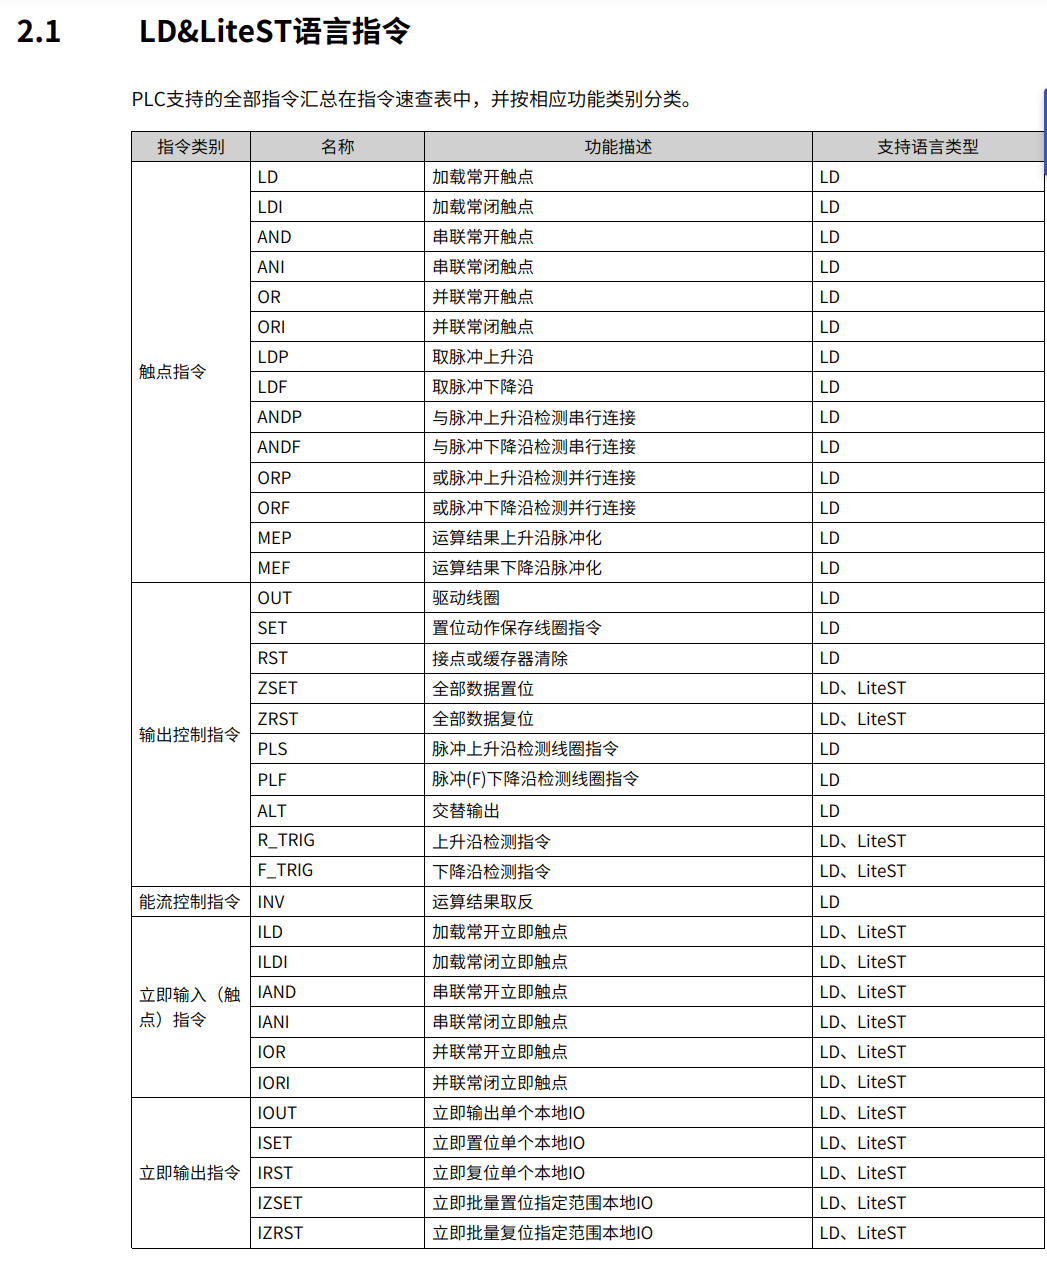 2.1 LD&LiteST语言指令
PLC支持的全部指令汇总在指令速查表中，并按相应功能类别分类。
指令类别 名称 功能描述 支持语言类型
触点指令
LD 加载常开触点 LD
LDI 加载常闭触点 LD
AND 串联常开触点 LD
ANI 串联常闭触点 LD
OR 并联常开触点 LD
ORI 并联常闭触点 LD
LDP 取脉冲上升沿 LD
LDF 取脉冲下降沿 LD
ANDP 与脉冲上升沿检测串行连接 LD
ANDF 与脉冲下降沿检测串行连接 LD
ORP 或脉冲上升沿检测并行连接 LD
ORF 或脉冲下降沿检测并行连接 LD
MEP 运算结果上升沿脉冲化 LD
MEF 运算结果下降沿脉冲化 LD
输出控制指令
OUT 驱动线圈 LD
SET 置位动作保存线圈指令 LD
RST 接点或缓存器清除 LD
ZSET 全部数据置位 LD、LiteST
ZRST 全部数据复位 LD、LiteST
PLS 脉冲上升沿检测线圈指令 LD
PLF 脉冲(F)下降沿检测线圈指令 LD
ALT 交替输出 LD
R_TRIG 上升沿检测指令 LD、LiteST
F_TRIG 下降沿检测指令 LD、LiteST
能流控制指令 INV 运算结果取反 LD
立即输入（触
点）指令
ILD 加载常开立即触点 LD、LiteST
ILDI 加载常闭立即触点 LD、LiteST
IAND 串联常开立即触点 LD、LiteST
IANI 串联常闭立即触点 LD、LiteST
IOR 并联常开立即触点 LD、LiteST
IORI 并联常闭立即触点 LD、LiteST
立即输出指令
IOUT 立即输出单个本地IO LD、LiteST
ISET 立即置位单个本地IO LD、LiteST
IRST 立即复位单个本地IO LD、LiteST
IZSET 立即批量置位指定范围本地IO LD、LiteST
IZRST 立即批量复位指定范围本地IO LD、LiteST